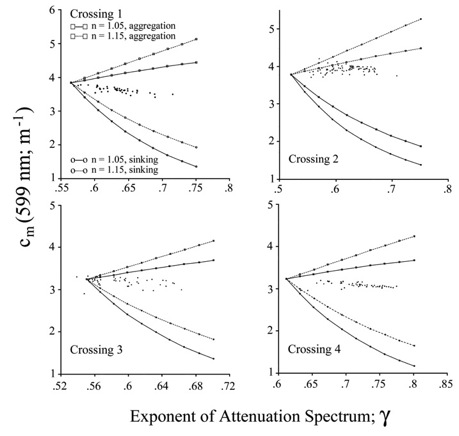 Crossing 1
n = 1.05, aggregation
n = 1.15, aggregation
n = 1.05, sinking
n = 1.15, sinking
6
5
4
3
2
1
.55 .6 .65 .7 .75 .8
Crossing 2
5
4
3
2
1
.5 .6 .7 .8
Crossing 3
5
4
3
2
1
.52 .56 .6 .64 .68 .72
Crossing 4
5
4
3
2
1
.6 .65 .7 .75 .8 .85
cm (599 nm; m-1)
Exponent of Attenuation Spectrum; γ